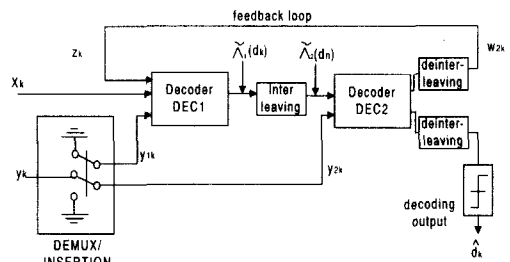 feedback loop
zk
w2k
Λ̃1(dk)
Λ̃2(dn)
deinter-
leaving
Xk
Decoder
DEC1
Inter
leaving
Decoder
DEC2
deinter-
leaving
yk
y1k
y2k
decoding
output
d̂k
DEMUX/
INSERTION